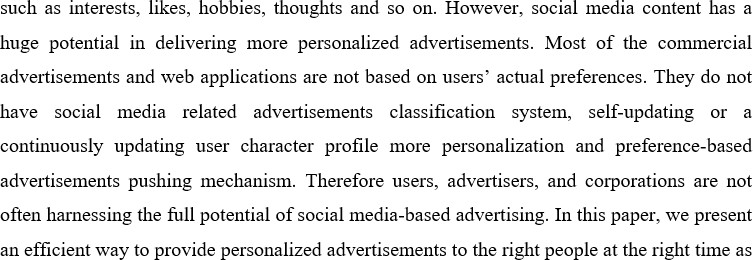 such as interests, likes, hobbies, thoughts and so on. However, social media content has a
huge potential in delivering more personalized advertisements. Most of the commercial
advertisements and web applications are not based on users’ actual preferences. They do not
have social media related advertisements classification system, self-updating or a
continuously updating user character profile more personalization and preference-based
advertisements pushing mechanism. Therefore users, advertisers, and corporations are not
often harnessing the full potential of social media-based advertising. In this paper, we present
an efficient way to provide personalized advertisements to the right people at the right time as